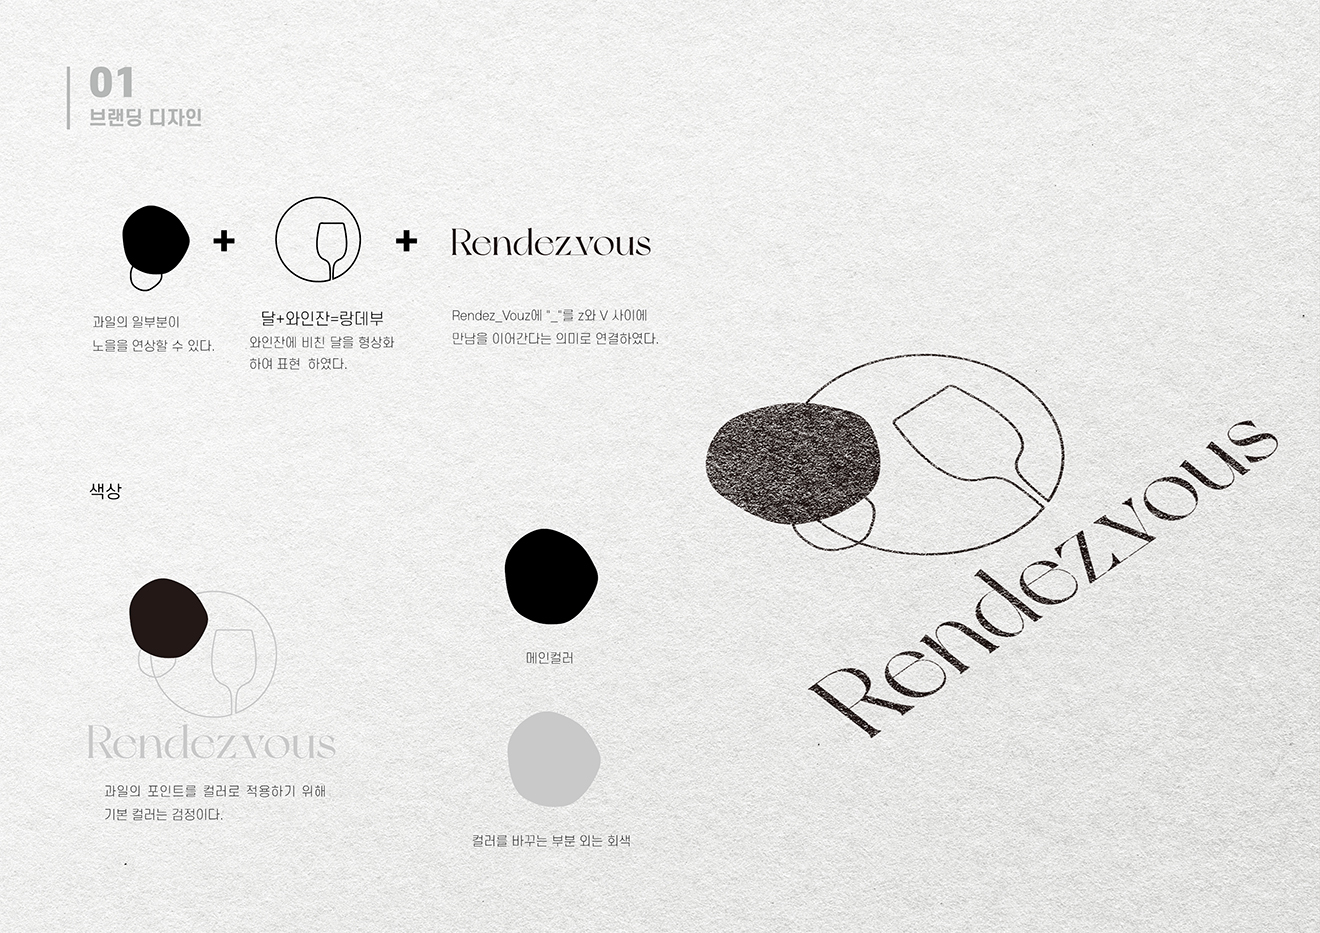 01
브랜딩 디자인
Rendezvous
과일의 일부분이
노을을 연상할 수 있다.
달+와인잔=랑데부
와인잔에 비친 달을 형상화
하여 표현 하였다.
Rendez_Vouz에 "_"를 z와 V 사이에
만남을 이어간다는 의미로 연결하였다.
색상
Rendezvous
과일의 포인트를 컬러로 적용하기 위해
기본 컬러는 검정이다.
메인컬러
컬러를 바꾸는 부분 외는 회색
Rendezvous